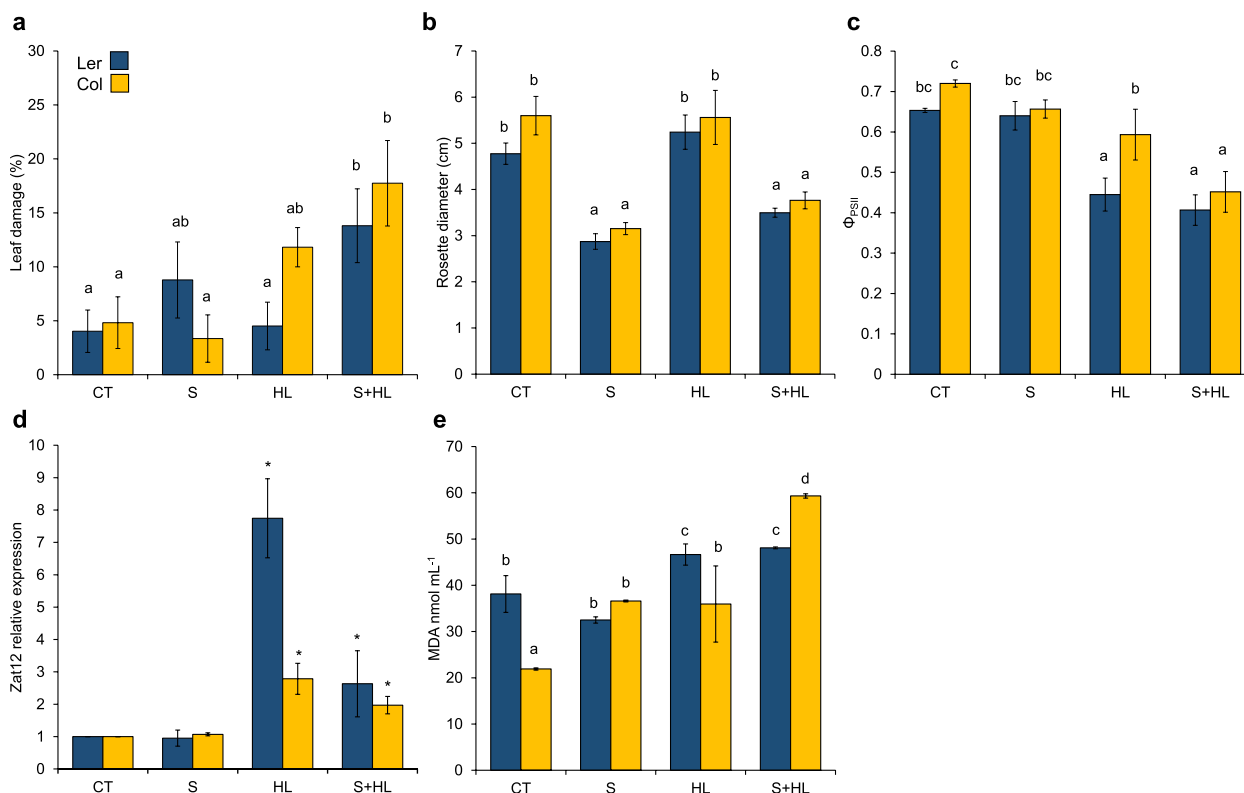 a
Leaf damage (%)
30
25
20
15
10
5
0
Ler
Col
a
a
ab
a
a
ab
b
b
CT
S
HL
S+HL
b
Rosette diameter (cm)
7
6
5
4
3
2
1
0
b
b
a
a
b
b
a
a
CT
S
HL
S+HL
c
ΦPSII
0.8
0.7
0.6
0.5
0.4
0.3
0.2
0.1
0
bc
c
bc
bc
a
b
a
a
CT
S
HL
S+HL
d
Zat12 relative expression
10
9
8
7
6
5
4
3
2
1
0
*
*
*
*
CT
S
HL
S+HL
e
MDA nmol mL-1
70
60
50
40
30
20
10
0
b
a
b
b
c
b
c
d
CT
S
HL
S+HL